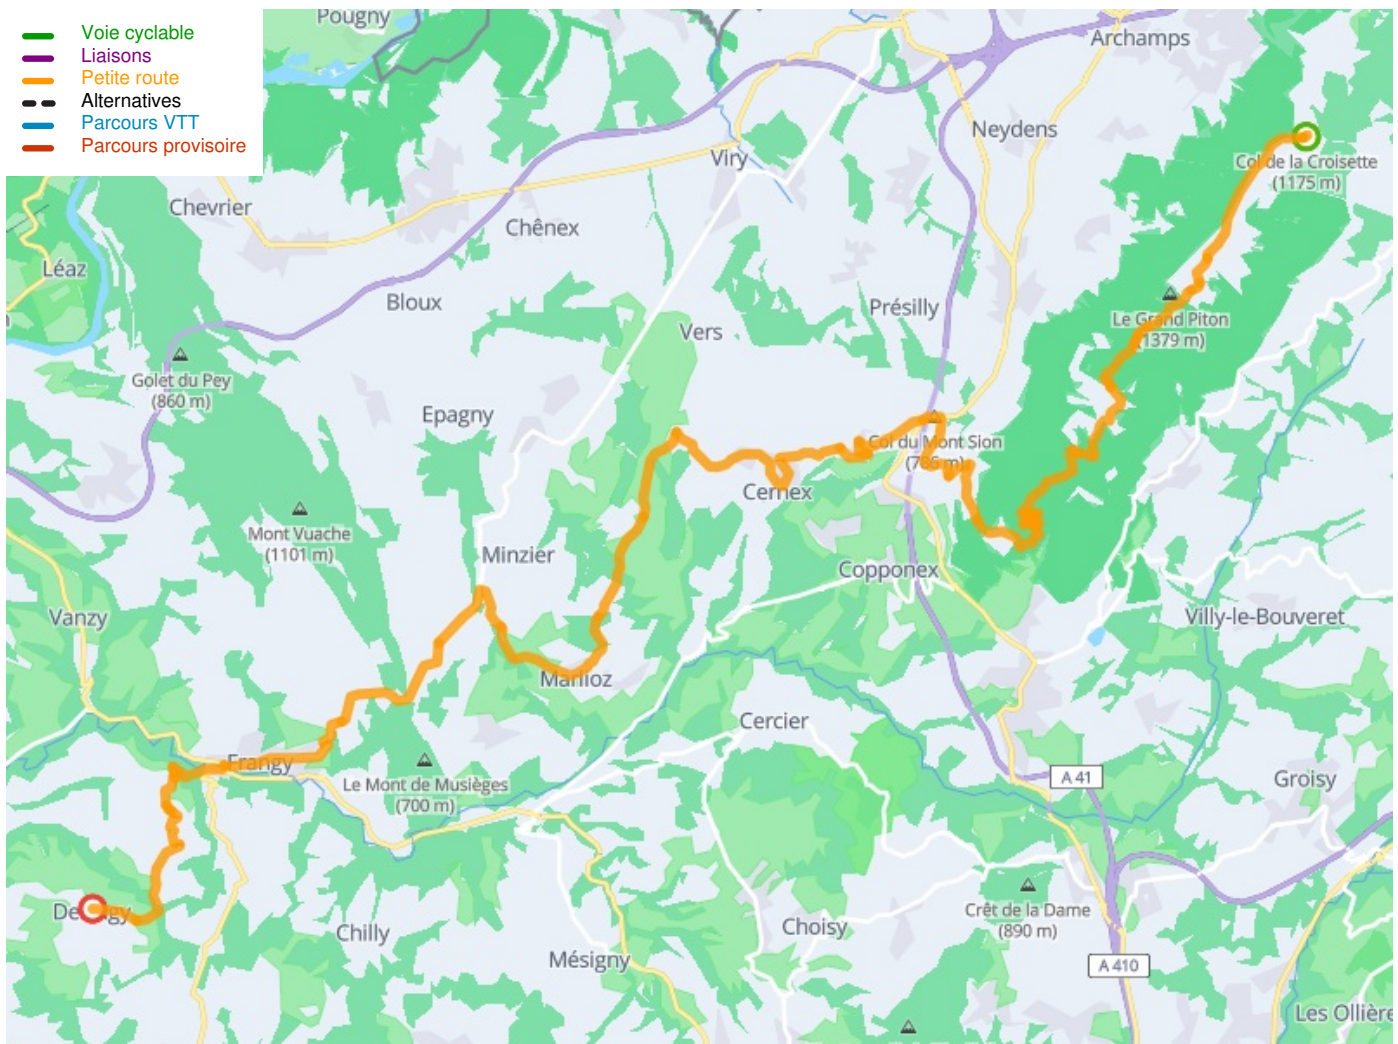 Voie cyclable
Liaisons
Petite route
Alternatives
Parcours VTT
Parcours provisoire
Pougny
Archamps
Neydens
Viry
Col de la Croisette
(1175 m)
Chevrier
Chênex
Léaz
Bloux
Présilly
Vers
Le Grand Piton
(1379 m)
Golet du Pey
(860 m)
Epagny
Col du Mont Sion
(786 m)
Cernex
Mont Vuache
(1101 m)
Minzier
Copponex
Vanzy
Villy-le-Bouveret
Marlioz
Cercier
Frangy
Le Mont de Musièges
(700 m)
A 41
Groisy
Crêt de la Dame
(890 m)
Choisy
Chilly
Mésigny
A 410
Les Ollière